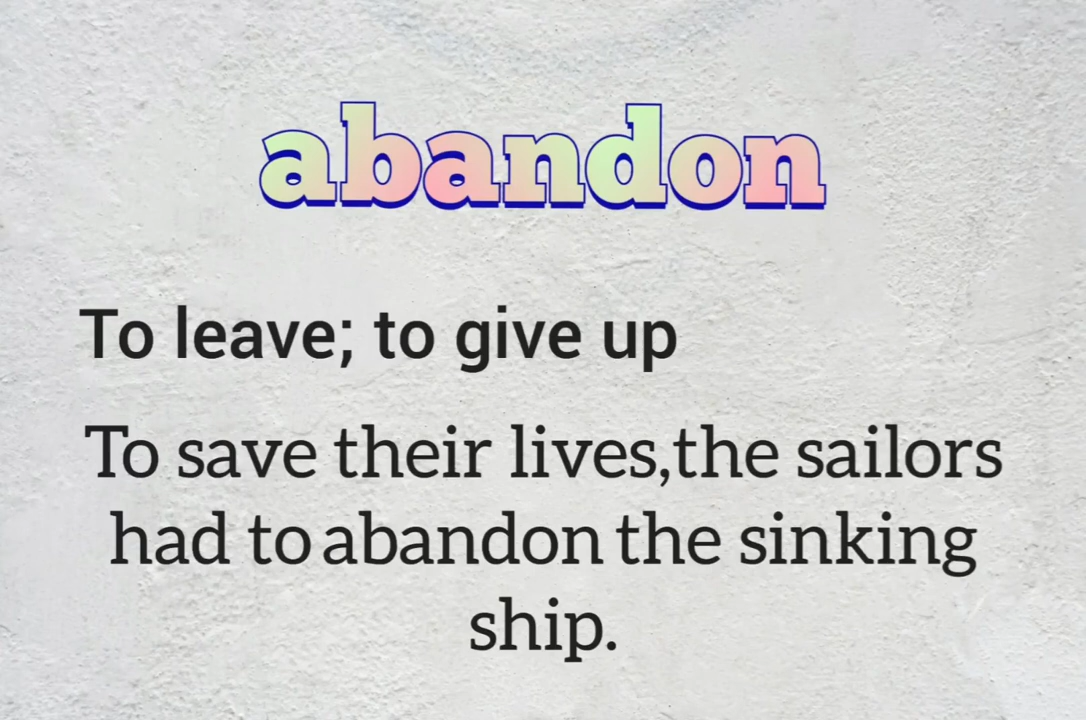 abandon
To leave; to give up
To save their lives,the sailors
had to abandon the sinking
ship.